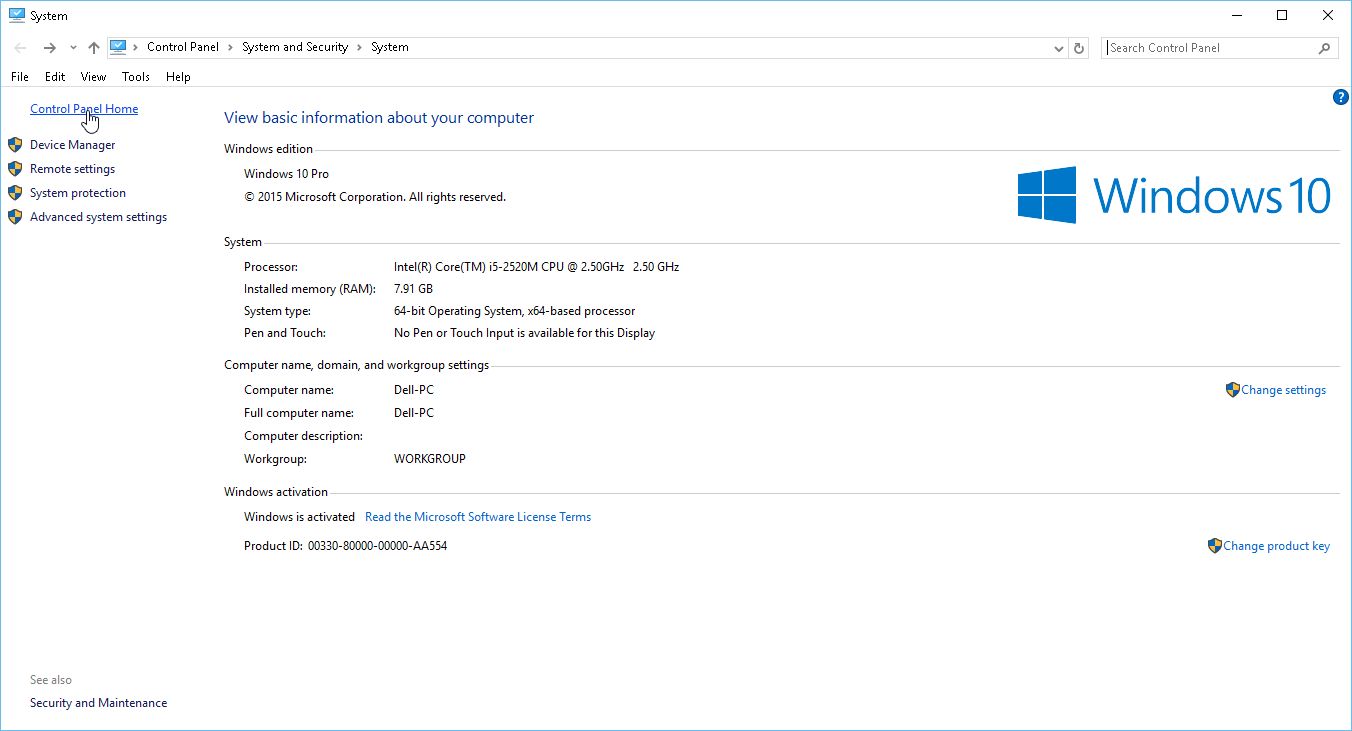 System
Control Panel > System and Security > System
Search Control Panel
File Edit View Tools Help
Control Panel Home
Device Manager
Remote settings
System protection
Advanced system settings
See also
Security and Maintenance
?
View basic information about your computer
Windows edition
Windows 10 Pro
© 2015 Microsoft Corporation. All rights reserved.
Windows 10
System
Processor: Intel(R) Core(TM) i5-2520M CPU @ 2.50GHz 2.50 GHz
Installed memory (RAM): 7.91 GB
System type: 64-bit Operating System, x64-based processor
Pen and Touch: No Pen or Touch Input is available for this Display
Computer name, domain, and workgroup settings
Computer name: Dell-PC
Change settings
Full computer name: Dell-PC
Computer description:
Workgroup: WORKGROUP
Windows activation
Windows is activated Read the Microsoft Software License Terms
Product ID: 00330-80000-00000-AA554
Change product key